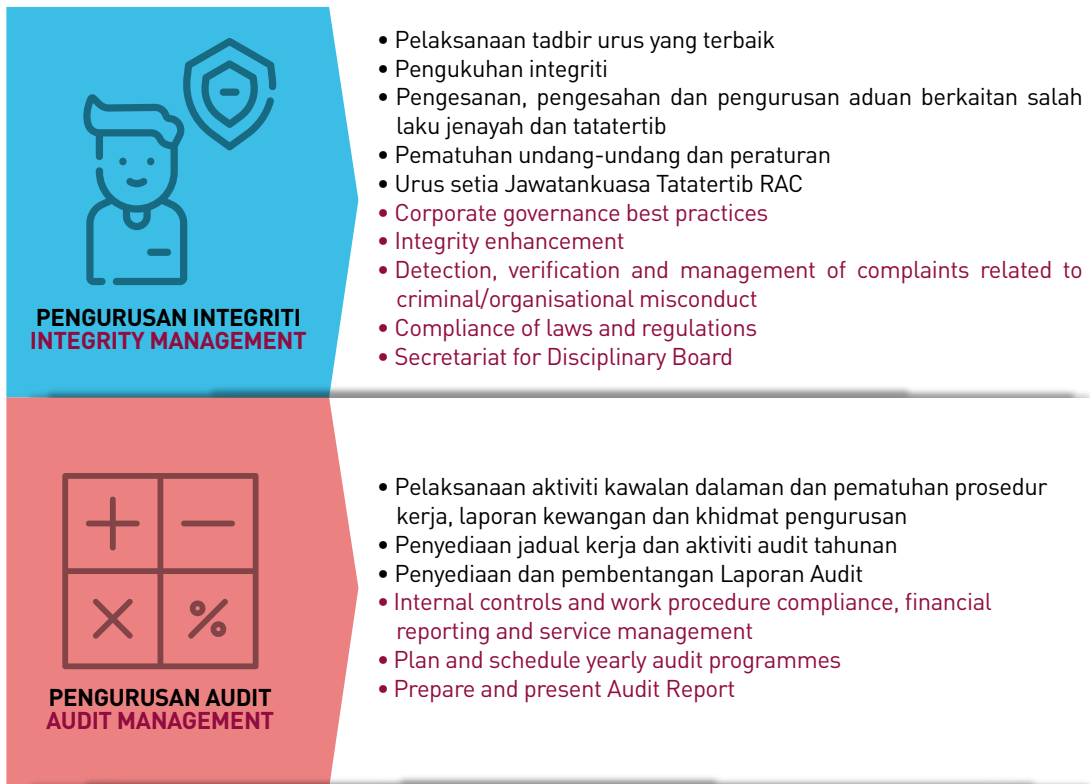 PENGURUSAN INTEGRITI
INTEGRITY MANAGEMENT
• Pelaksanaan tadbir urus yang terbaik
• Pengukuhan integriti
• Pengesanan, pengesahan dan pengurusan aduan berkaitan salah
laku jenayah dan tatatertib
• Pematuhan undang-undang dan peraturan
• Urus setia Jawatankuasa Tatatertib RAC
• Corporate governance best practices
• Integrity enhancement
• Detection, verification and management of complaints related to
criminal/organisational misconduct
• Compliance of laws and regulations
• Secretariat for Disciplinary Board
PENGURUSAN AUDIT
AUDIT MANAGEMENT
• Pelaksanaan aktiviti kawalan dalaman dan pematuhan prosedur
kerja, laporan kewangan dan khidmat pengurusan
• Penyediaan jadual kerja dan aktiviti audit tahunan
• Penyediaan dan pembentangan Laporan Audit
• Internal controls and work procedure compliance, financial
reporting and service management
• Plan and schedule yearly audit programmes
• Prepare and present Audit Report